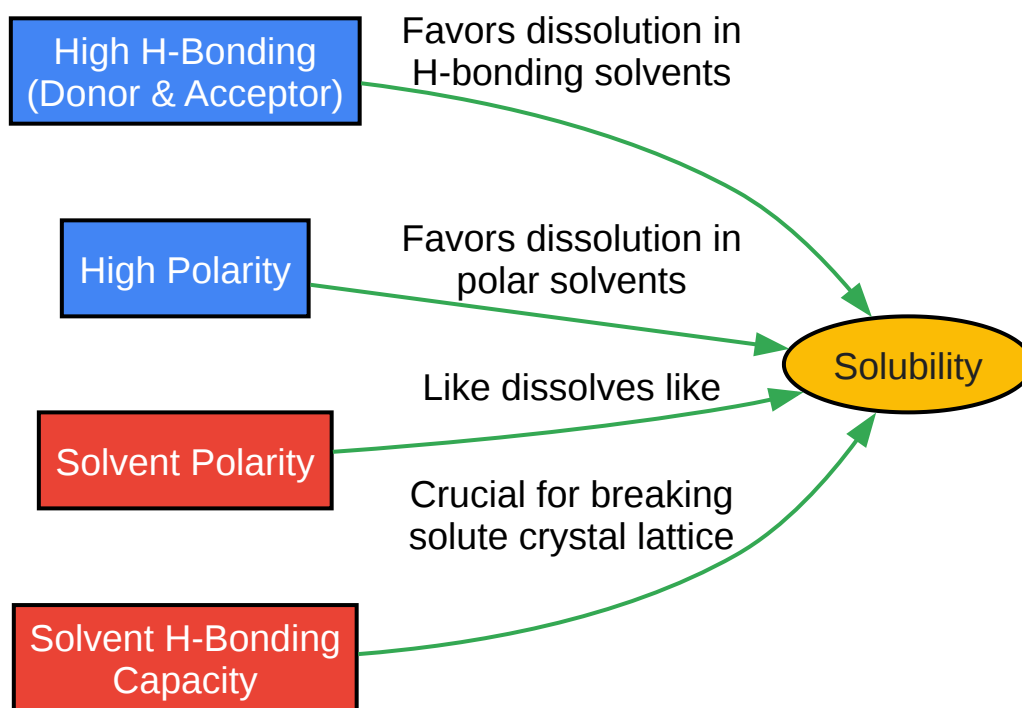 High H-Bonding
(Donor & Acceptor)
Favors dissolution in
H-bonding solvents
High Polarity
Favors dissolution in
polar solvents
Solubility
Like dissolves like
Solvent Polarity
Crucial for breaking
solute crystal lattice
Solvent H-Bonding
Capacity